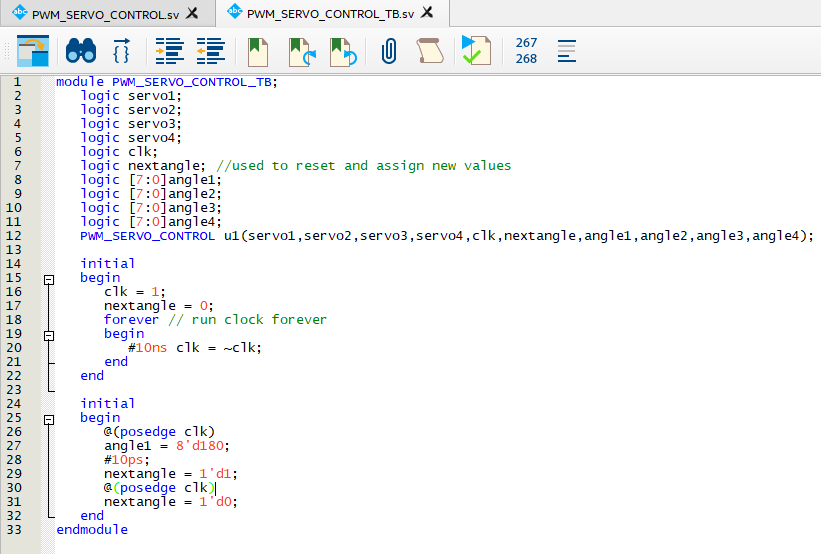 PWM_SERVO_CONTROL.sv
PWM_SERVO_CONTROL_TB.sv
267
268
1 module PWM_SERVO_CONTROL_TB;
2 logic servo1;
3 logic servo2;
4 logic servo3;
5 logic servo4;
6 logic clk;
7 logic nextangle; //used to reset and assign new values
8 logic [7:0]angle1;
9 logic [7:0]angle2;
10 logic [7:0]angle3;
11 logic [7:0]angle4;
12 PWM_SERVO_CONTROL u1(servo1,servo2,servo3,servo4,clk,nextangle,angle1,angle2,angle3,angle4);
13
14 initial
15 begin
16 clk = 1;
17 nextangle = 0;
18 forever // run clock forever
19 begin
20 #10ns clk = ~clk;
21 end
22 end
23
24 initial
25 begin
26 @(posedge clk)
27 angle1 = 8'd180;
28 #10ps;
29 nextangle = 1'd1;
30 @(posedge clk)
31 nextangle = 1'd0;
32 end
33 endmodule